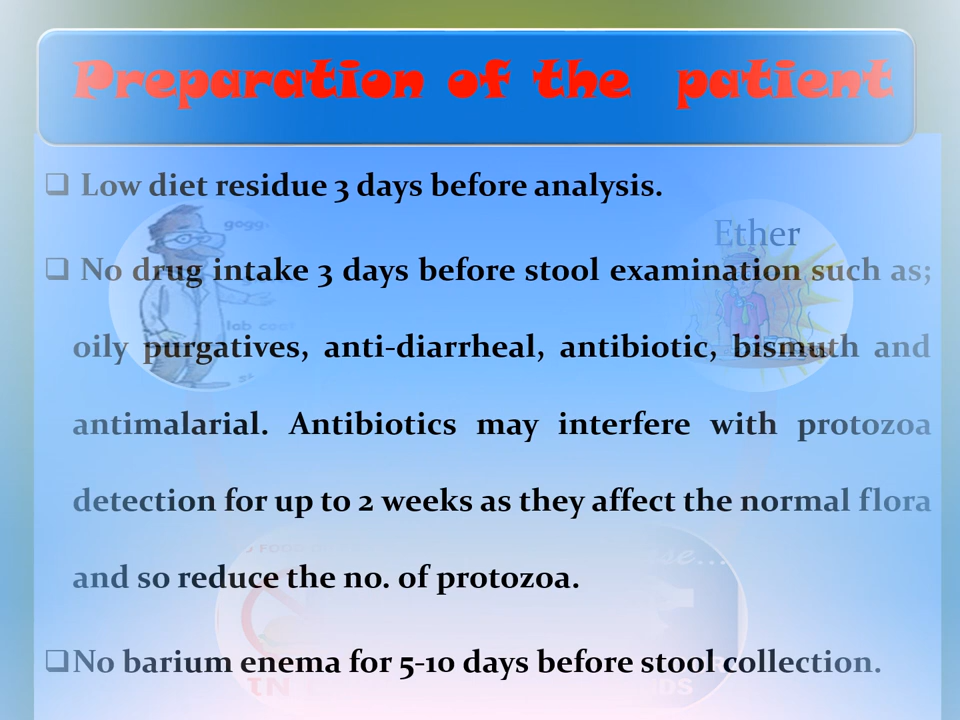 Preparation of the patient
❑ Low diet residue 3 days before analysis.
gogg.
Ether
❑ No drug intake 3 days before stool examination such as;
lab coat
oily purgatives, anti-diarrheal, antibiotic, bismuth and
antimalarial. Antibiotics may interfere with protozoa
detection for up to 2 weeks as they affect the normal flora
and so reduce the no. of protozoa.
❑No barium enema for 5-10 days before stool collection.